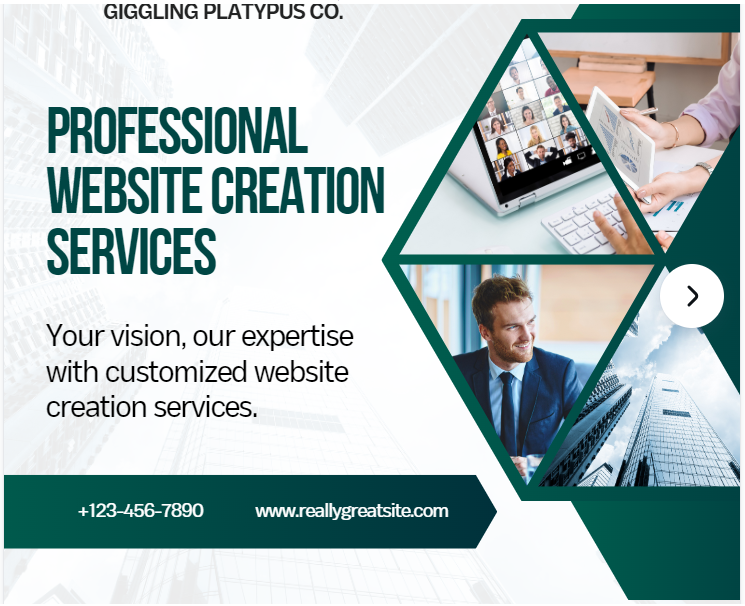 GIGGLING PLATYPUS CO.
PROFESSIONAL
WEBSITE CREATION
SERVICES
Your vision, our expertise
with customized website
creation services.
+123-456-7890 www.reallygreatsite.com